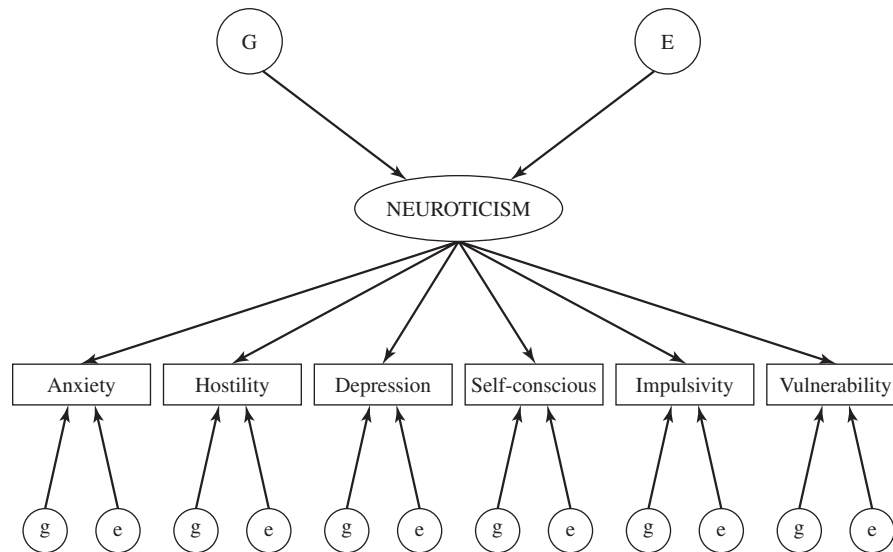 G E
NEUROTICISM
Anxiety Hostility Depression Self-conscious Impulsivity Vulnerability
g e g e g e g e g e g e